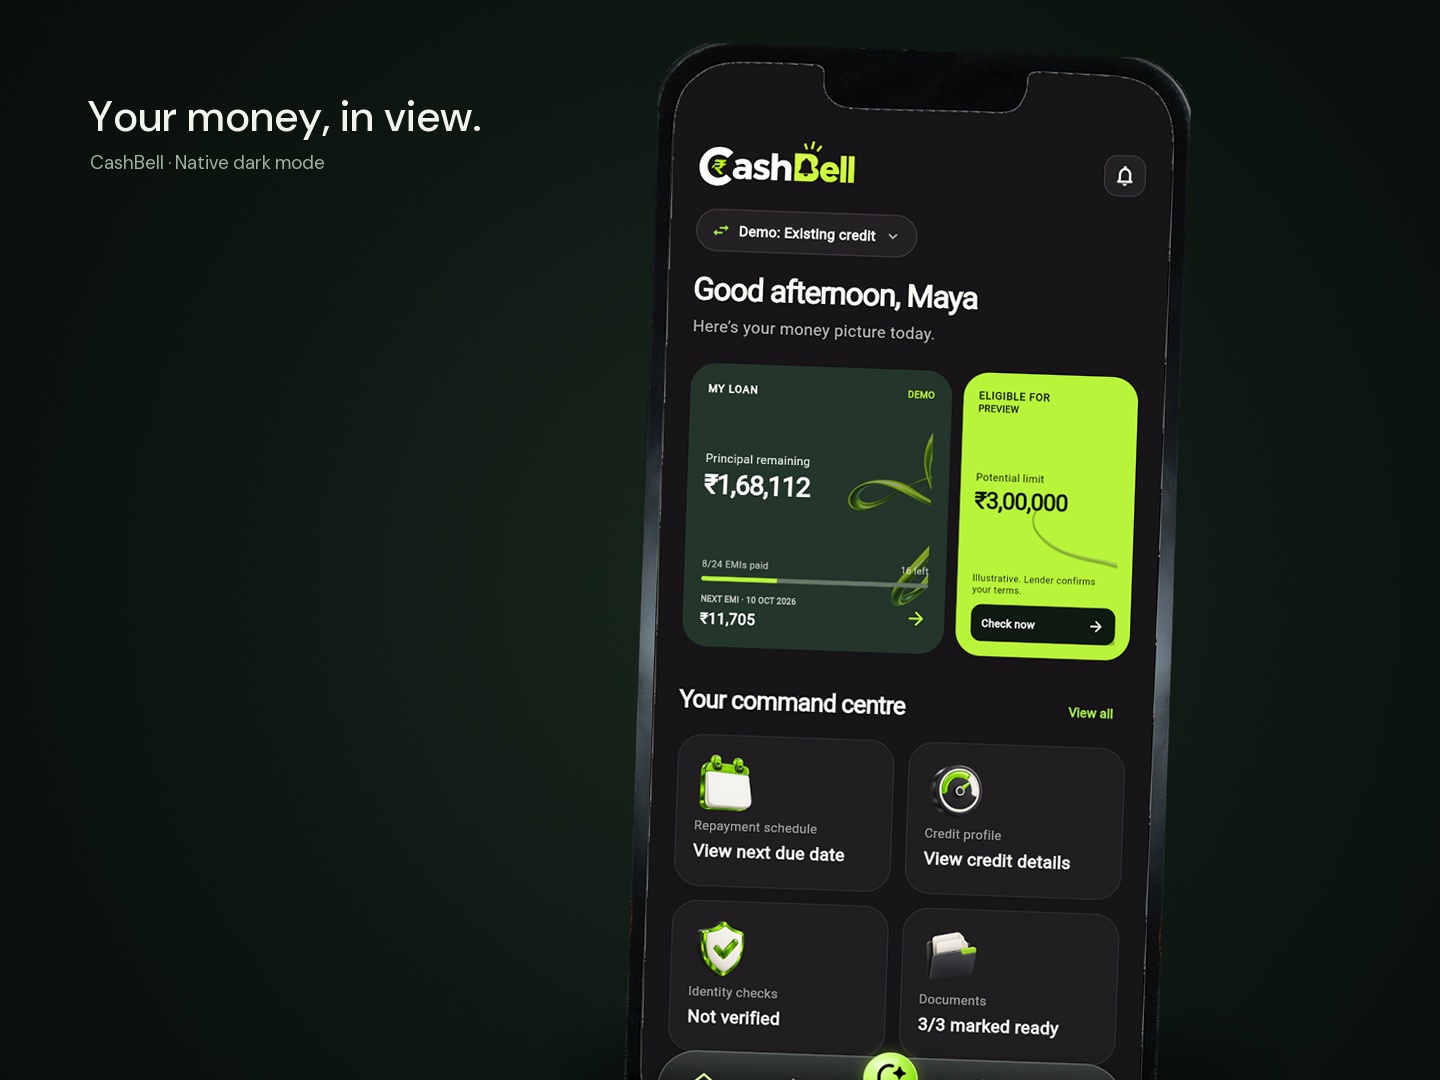 Your money, in view.
CashBell · Native dark mode
CashBell
Demo: Existing credit
Good afternoon, Maya
Here's your money picture today.
MY LOAN
DEMO
Principal remaining
₹1,68,112
8/24 EMIs paid
16 left
NEXT EMI · 10 OCT 2026
₹11,705
ELIGIBLE FOR
PREVIEW
Potential limit
₹3,00,000
Illustrative. Lender confirms
your terms.
Check now
Your command centre
View all
Repayment schedule
View next due date
Credit profile
View credit details
Identity checks
Not verified
Documents
3/3 marked ready